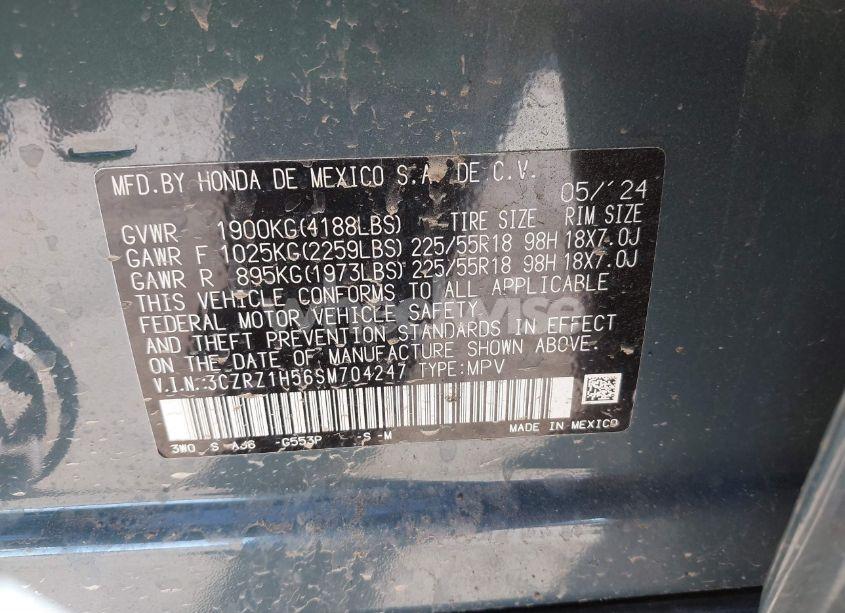 MFD.BY HONDA DE MEXICO S.A. DE C.V. 05/'24
GVWR 1900KG(4188LBS) TIRE SIZE RIM SIZE
GAWR F 1025KG(2259LBS) 225/55R18 98H 18X7.0J
GAWR R 895KG(1973LBS) 225/55R18 98H 18X7.0J
THIS VEHICLE CONFORMS TO ALL APPLICABLE
FEDERAL MOTOR VEHICLE SAFETY
AND THEFT PREVENTION STANDARDS IN EFFECT
ON THE DATE OF MANUFACTURE SHOWN ABOVE.
V.I.N.:3CZRZ1H56SM704247 TYPE:MPV
3W0 S A36 -G553P -S -M MADE IN MEXICO